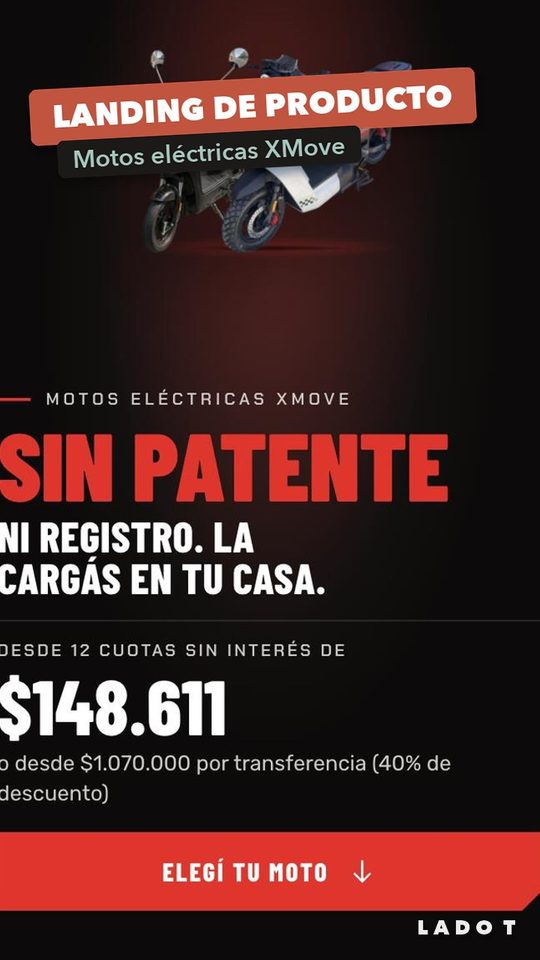 LANDING DE PRODUCTO
Motos eléctricas XMove
MOTOS ELÉCTRICAS XMOVE
SIN PATENTE
NI REGISTRO. LA
CARGÁS EN TU CASA.
DESDE 12 CUOTAS SIN INTERÉS DE
$148.611
o desde $1.070.000 por transferencia (40% de
descuento)
ELEGÍ TU MOTO ↓
LADO T